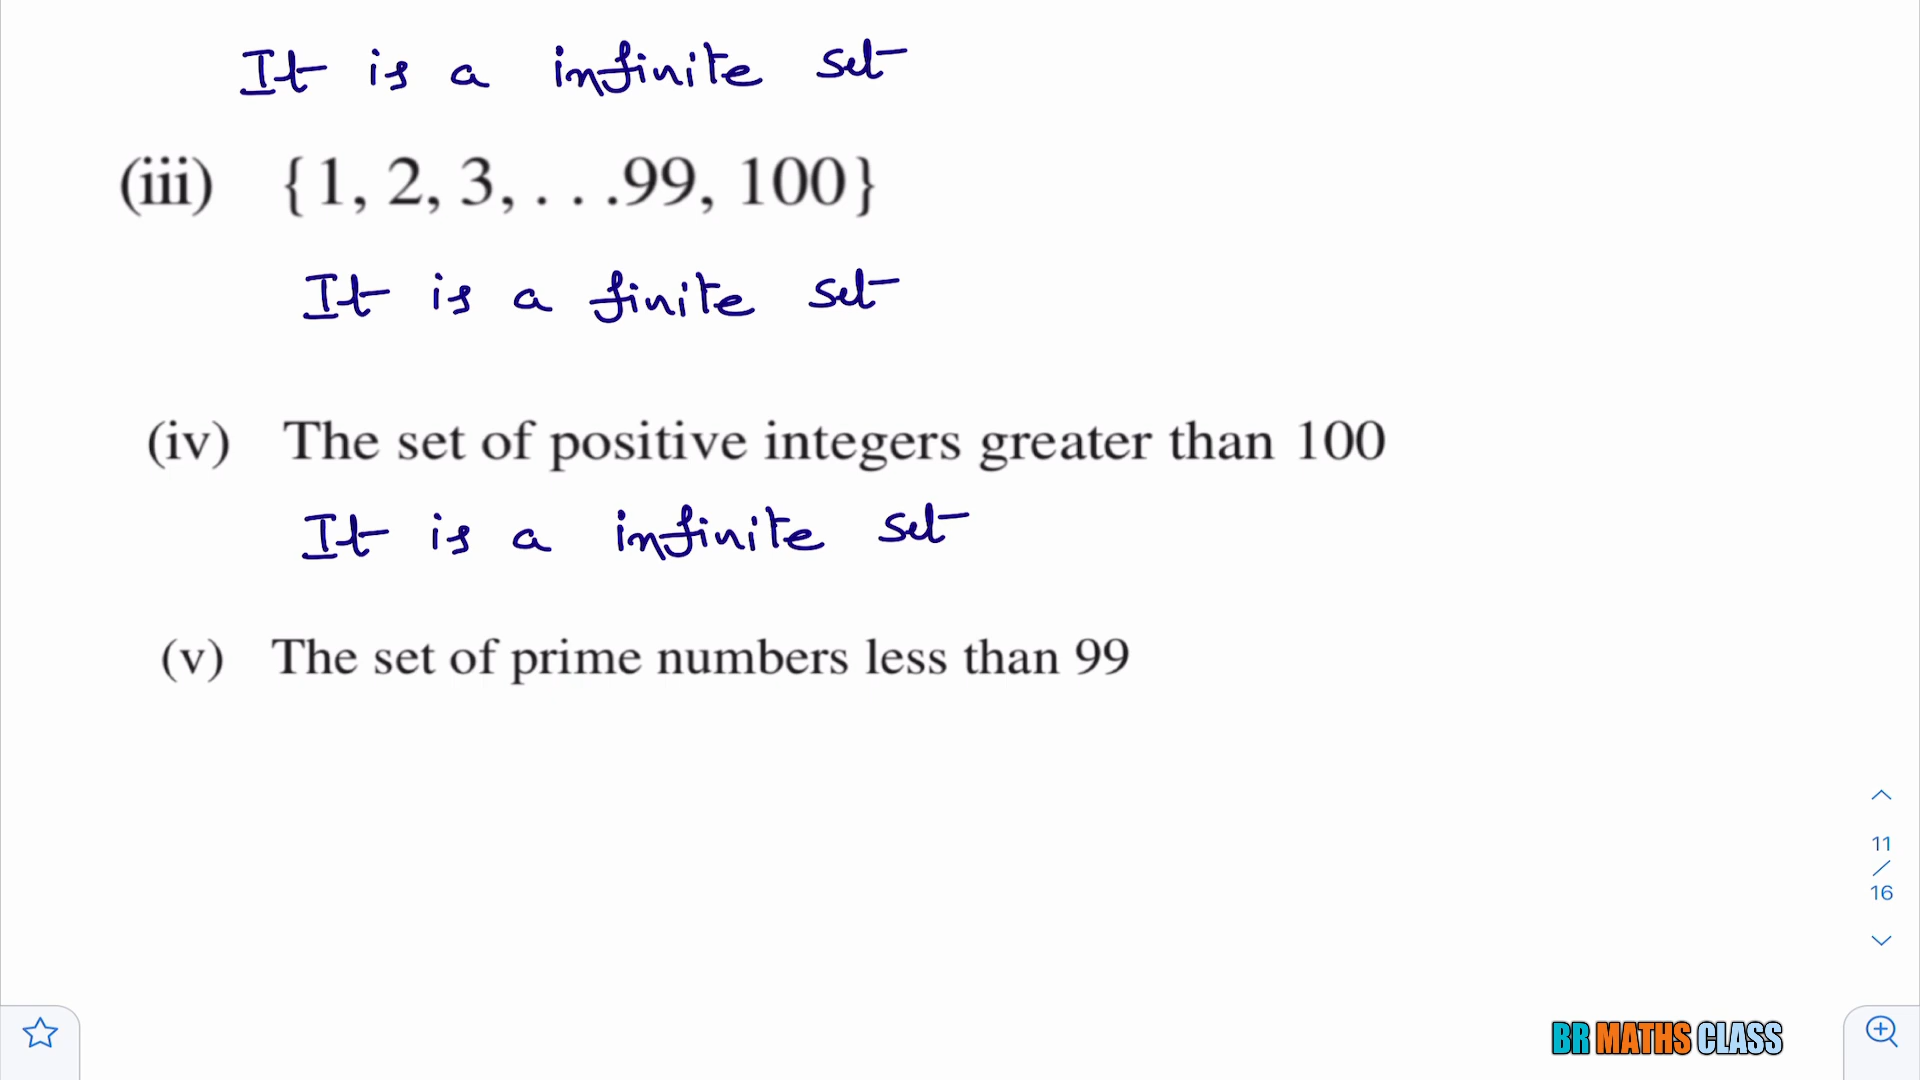 It is a infinite set
(iii) {1, 2, 3, . . .99, 100}
It is a finite set
(iv) The set of positive integers greater than 100
It is a infinite set
(v) The set of prime numbers less than 99
11
/
16
BR MATHS CLASS